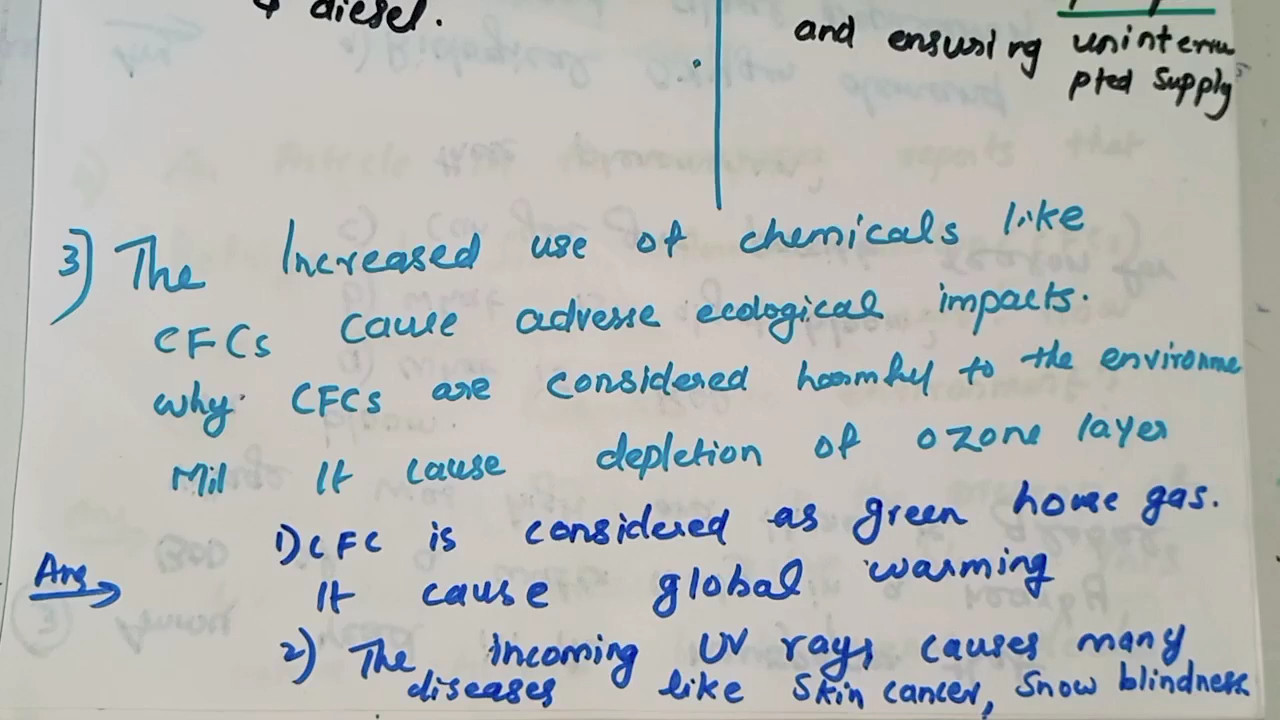 & diesel.
and ensuring uninterru
pted supply
3) The Increased use of chemicals like
CFCs cause adverse ecological impacts.
why CFCs are considered harmful to the environme
It cause depletion of ozone layer
Ans → 1) CFC is considered as green house gas.
It cause global warming
2) The incoming UV rays causes many
diseases like skin cancer, snow blindness